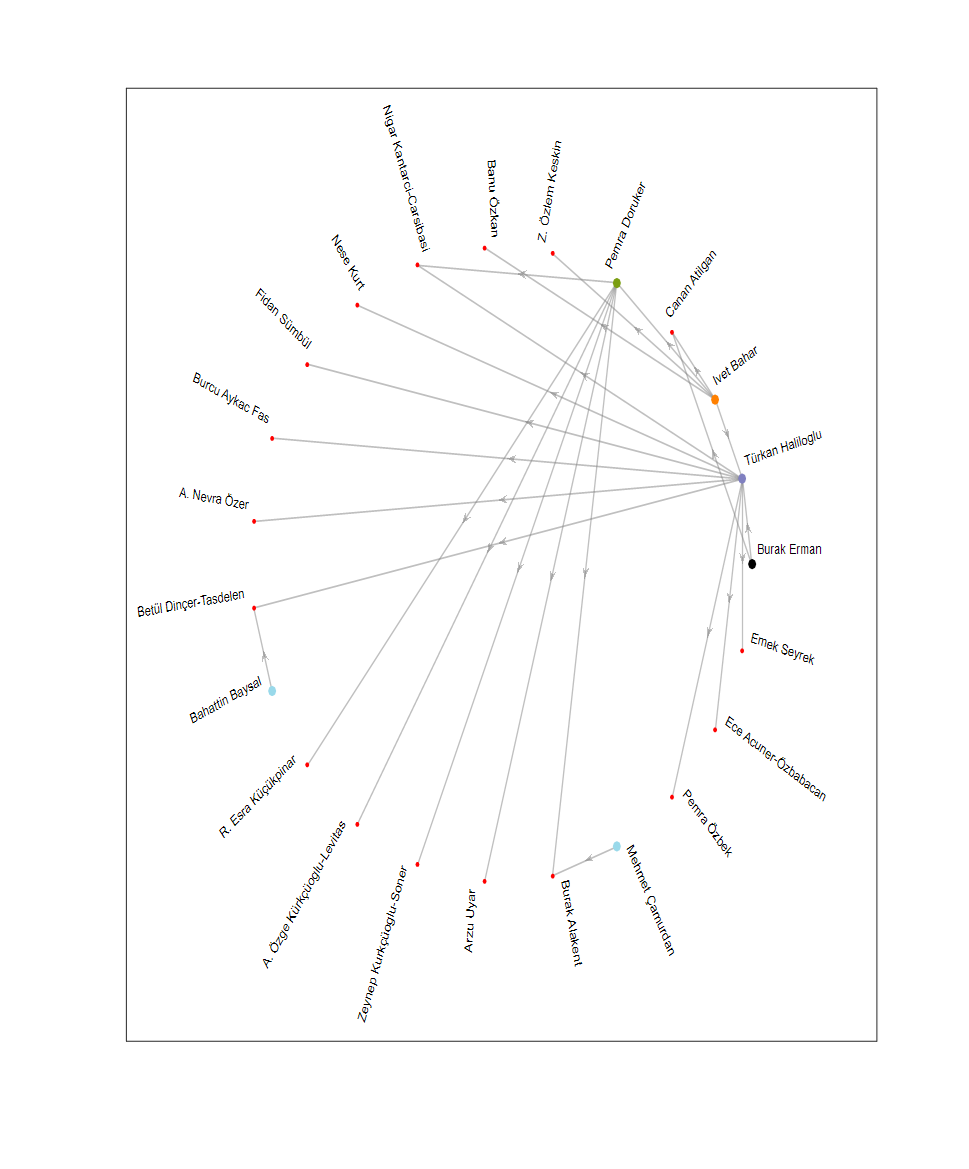 Nigar Kantarci-Carsibasi
Banu Özkan
Z. Özlem Keskin
Pemra Doruker
Canan Atilgan
Ivet Bahar
Türkan Haliloglu
Burak Erman
Emek Seyrek
Ece Acuner-Özbabacan
Pemra Özbek
Mehmet Çamurdan
Burak Alakent
Arzu Uyar
Zeynep Kurkçüoglu-Soner
A. Özge Kürkçüoglu-Levitas
R. Esra Küçükpinar
Bahattin Baysal
Betül Dinçer-Tasdelen
A. Nevra Özer
Burcu Aykac Fas
Fidan Sümbül
Nese Kurt